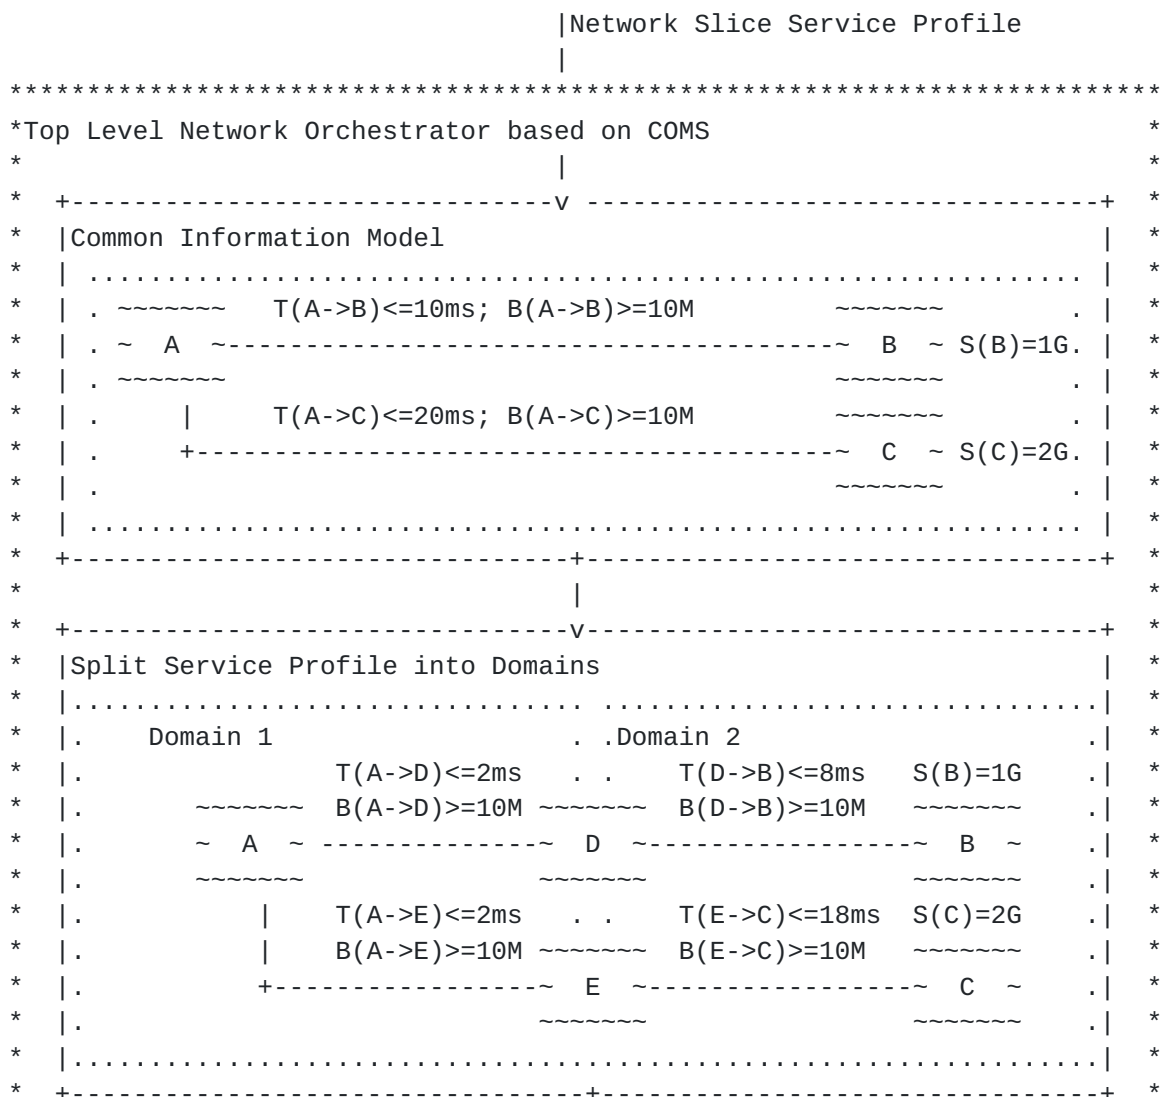 |Network Slice Service Profile
                                   |
**************************************************************************
*Top Level Network Orchestrator based on COMS                            *
*                                  |                                     *
*  +-------------------------------v ---------------------------------+  *
*  |Common Information Model                                          |  *
*  | ................................................................ |  *
*  | . ~~~~~~~   T(A->B)<=10ms; B(A->B)>=10M         ~~~~~~~        . |  *
*  | . ~  A  ~---------------------------------------~  B  ~ S(B)=1G. |  *
*  | . ~~~~~~~                                       ~~~~~~~        . |  *
*  | .     |     T(A->C)<=20ms; B(A->C)>=10M         ~~~~~~~        . |  *
*  | .     +-----------------------------------------~  C  ~ S(C)=2G. |  *
*  | .                                               ~~~~~~~        . |  *
*  | ................................................................ |  *
*  +--------------------------------+---------------------------------+  *
*                                   |                                    *
*  +--------------------------------v---------------------------------+  *
*  |Split Service Profile into Domains                                |  *
*  |................................. ................................|  *
*  |.    Domain 1                   . .Domain 2                      .|  *
*  |.                T(A->D)<=2ms   . .    T(D->B)<=8ms   S(B)=1G    .|  *
*  |.       ~~~~~~~  B(A->D)>=10M ~~~~~~~  B(D->B)>=10M   ~~~~~~~    .|  *
*  |.       ~  A  ~ --------------~  D  ~-----------------~  B  ~    .|  *
*  |.       ~~~~~~~               ~~~~~~~                 ~~~~~~~    .|  *
*  |.           |    T(A->E)<=2ms   . .    T(E->C)<=18ms  S(C)=2G    .|  *
*  |.           |    B(A->E)>=10M ~~~~~~~  B(E->C)>=10M   ~~~~~~~    .|  *
*  |.           +-----------------~  E  ~-----------------~  C  ~    .|  *
*  |.                             ~~~~~~~                 ~~~~~~~    .|  *
*  |..................................................................|  *
*  +---------------------------------+--------------------------------+  *